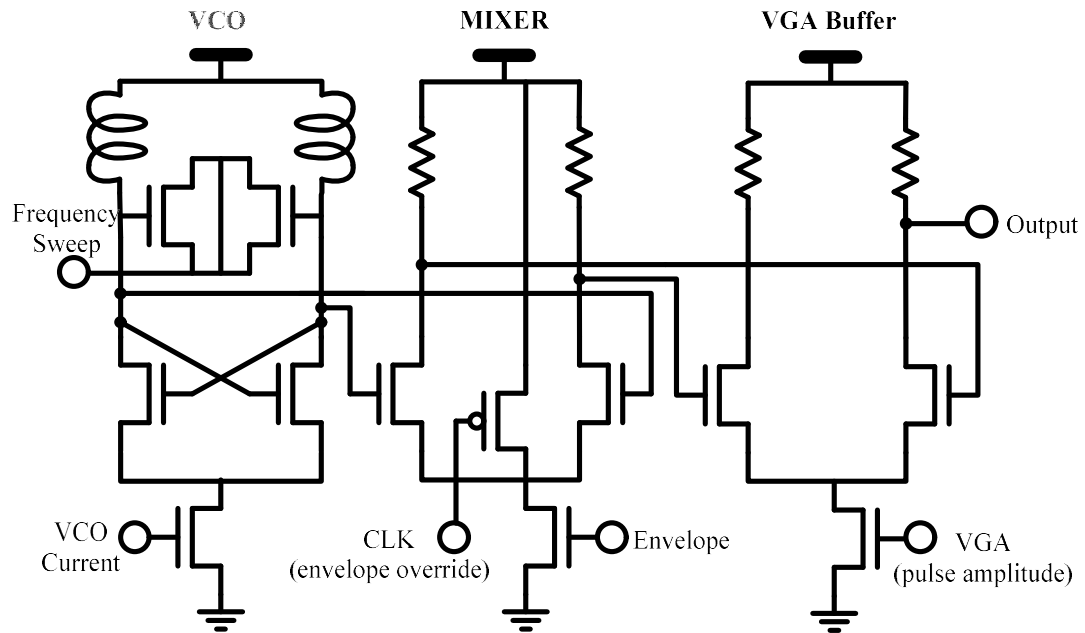 VCO
MIXER
VGA Buffer
Frequency
Sweep
Output
VCO
Current
CLK
(envelope override)
Envelope
VGA
(pulse amplitude)